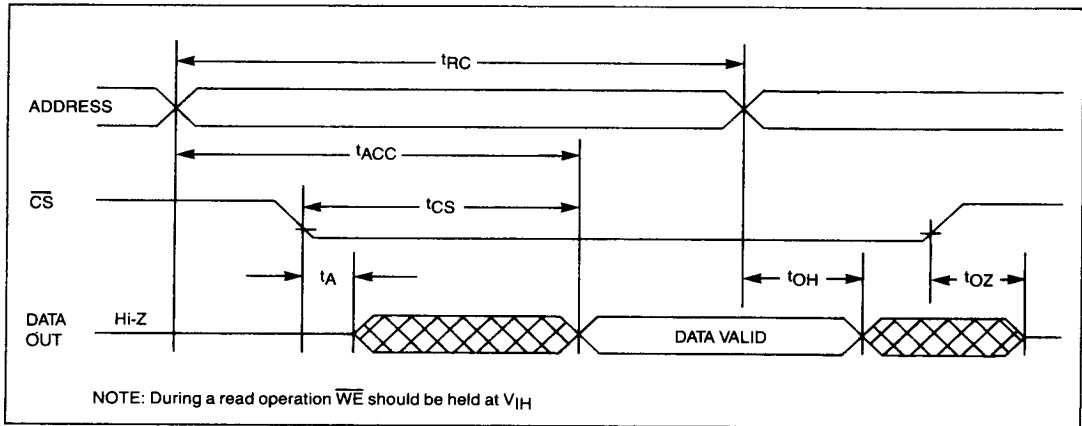 tRC
ADDRESS
tACC
CS
tCS
tA
tOH
tOZ
DATA OUT
Hi-Z
DATA VALID
NOTE: During a read operation WE should be held at VIH